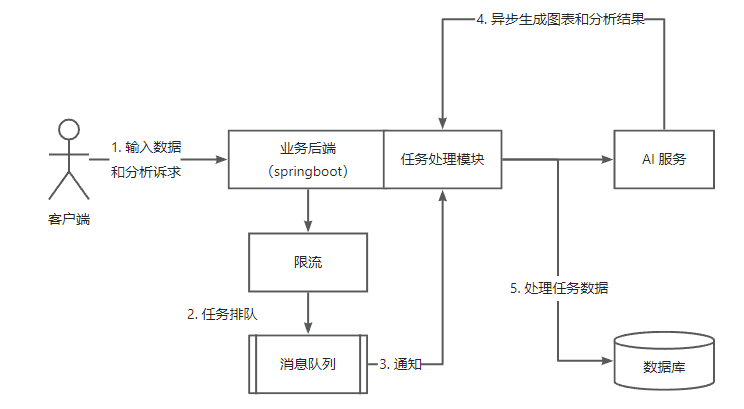 4. 异步生成图表和分析结果
1. 输入数据
和分析诉求
客户端
业务后端
（springboot）
任务处理模块
AI 服务
限流
2. 任务排队
消息队列
3. 通知
5. 处理任务数据
数据库